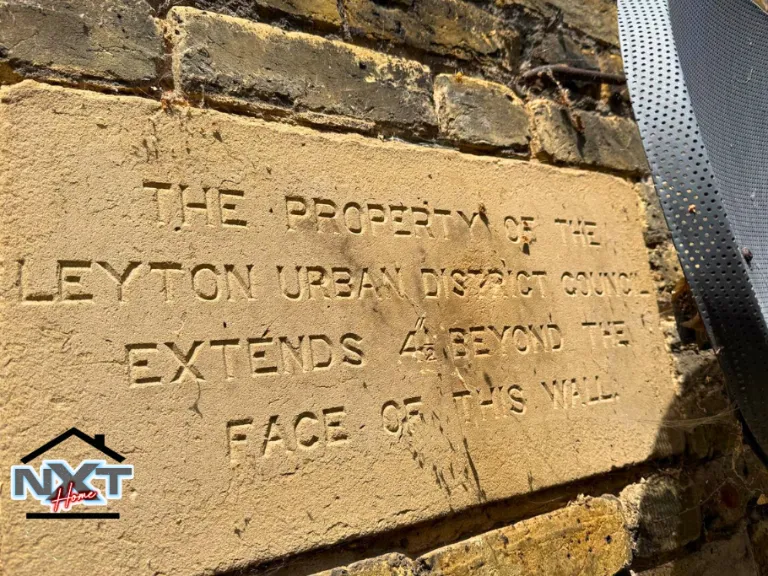 THE PROPERTY OF THE
LEYTON URBAN DISTRICT COUNCIL
EXTENDS 4½" BEYOND THE
FACE OF THIS WALL.
NXT
Home